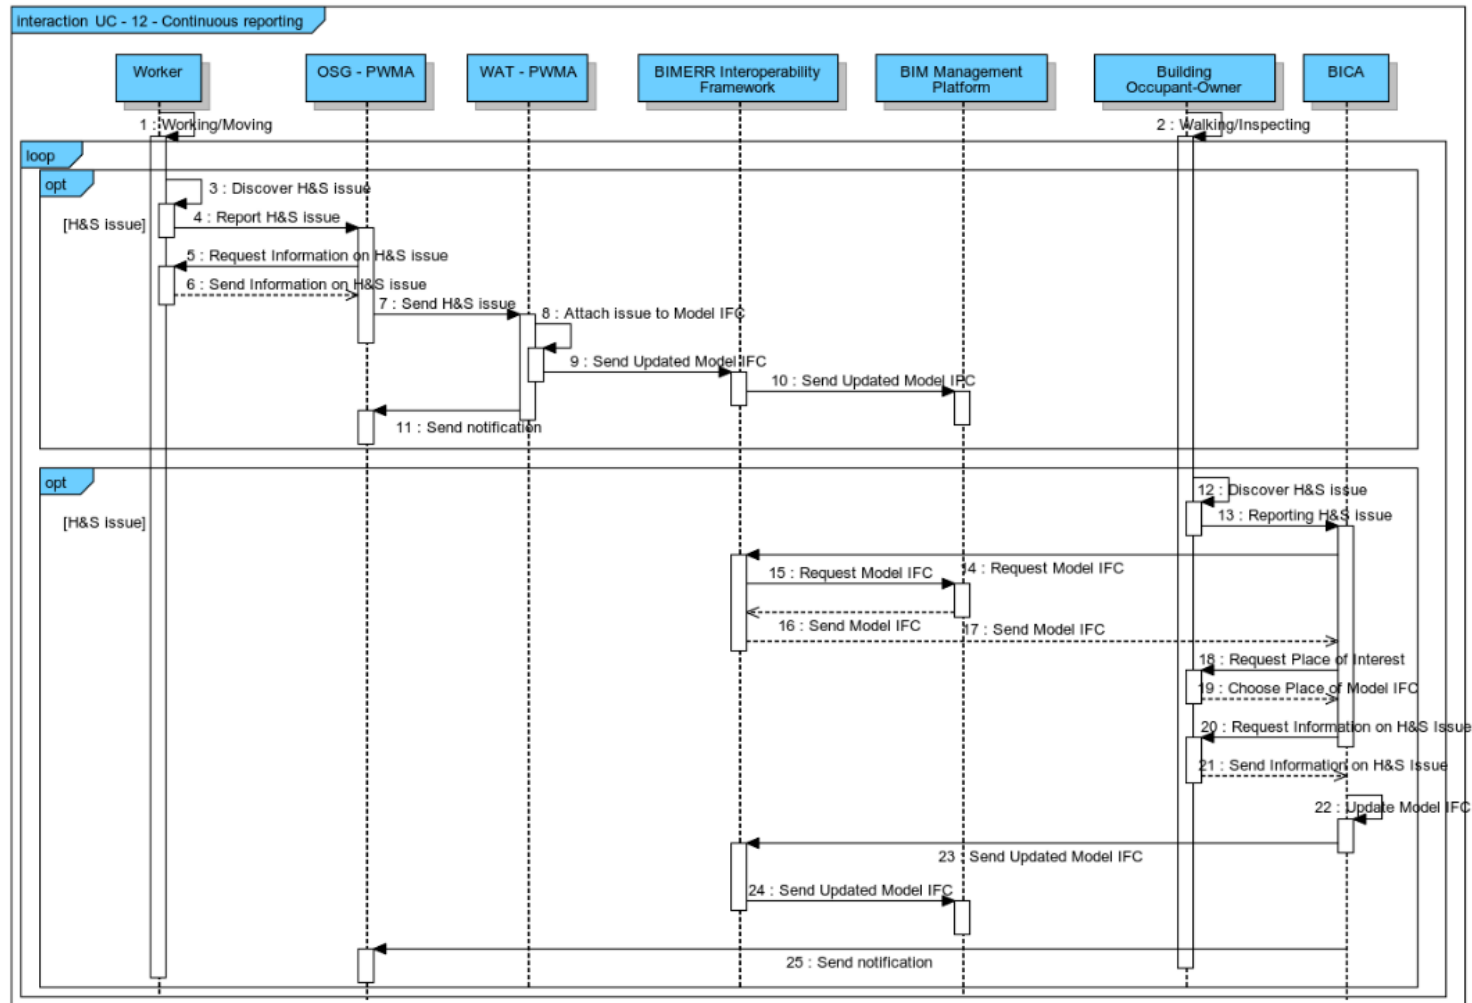 interaction UC - 12 - Continuous reporting
Worker
OSG - PWMA
WAT - PWMA
BIMERR Interoperability
Framework
BIM Management
Platform
Building
Occupant-Owner
BICA
1 : Working/Moving
2 : Walking/Inspecting
loop
opt
3 : Discover H&S issue
[H&S issue]
4 : Report H&S issue
5 : Request Information on H&S issue
6 : Send Information on H&S issue
7 : Send H&S issue
8 : Attach issue to Model IFC
9 : Send Updated Model IFC
10 : Send Updated Model IFC
11 : Send notification
opt
12 : Discover H&S issue
[H&S issue]
13 : Reporting H&S issue
14 : Request Model IFC
15 : Request Model IFC
16 : Send Model IFC
17 : Send Model IFC
18 : Request Place of Interest
19 : Choose Place of Model IFC
20 : Request Information on H&S Issue
21 : Send Information on H&S Issue
22 : Update Model IFC
23 : Send Updated Model IFC
24 : Send Updated Model IFC
25 : Send notification